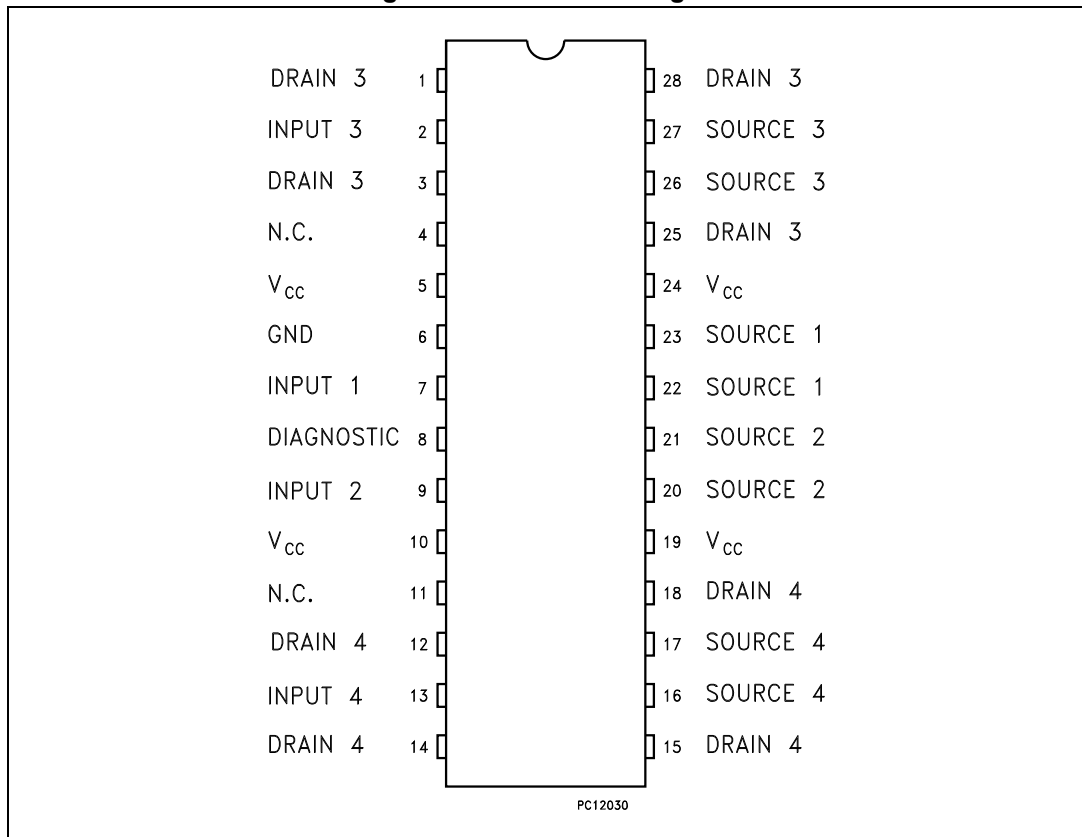 DRAIN 3 1 28 DRAIN 3
INPUT 3 2 27 SOURCE 3
DRAIN 3 3 26 SOURCE 3
N.C. 4 25 DRAIN 3
VCC 5 24 VCC
GND 6 23 SOURCE 1
INPUT 1 7 22 SOURCE 1
DIAGNOSTIC 8 21 SOURCE 2
INPUT 2 9 20 SOURCE 2
VCC 10 19 VCC
N.C. 11 18 DRAIN 4
DRAIN 4 12 17 SOURCE 4
INPUT 4 13 16 SOURCE 4
DRAIN 4 14 15 DRAIN 4
PC12030